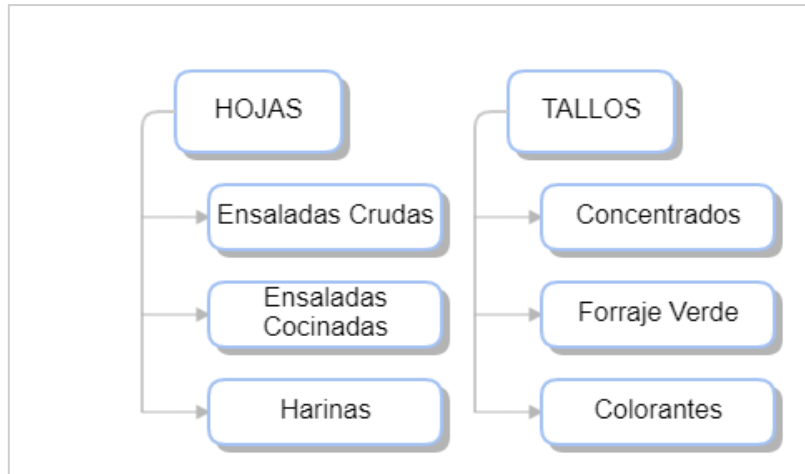 HOJAS
Ensaladas Crudas
Ensaladas
Cocinadas
Harinas
TALLOS
Concentrados
Forraje Verde
Colorantes